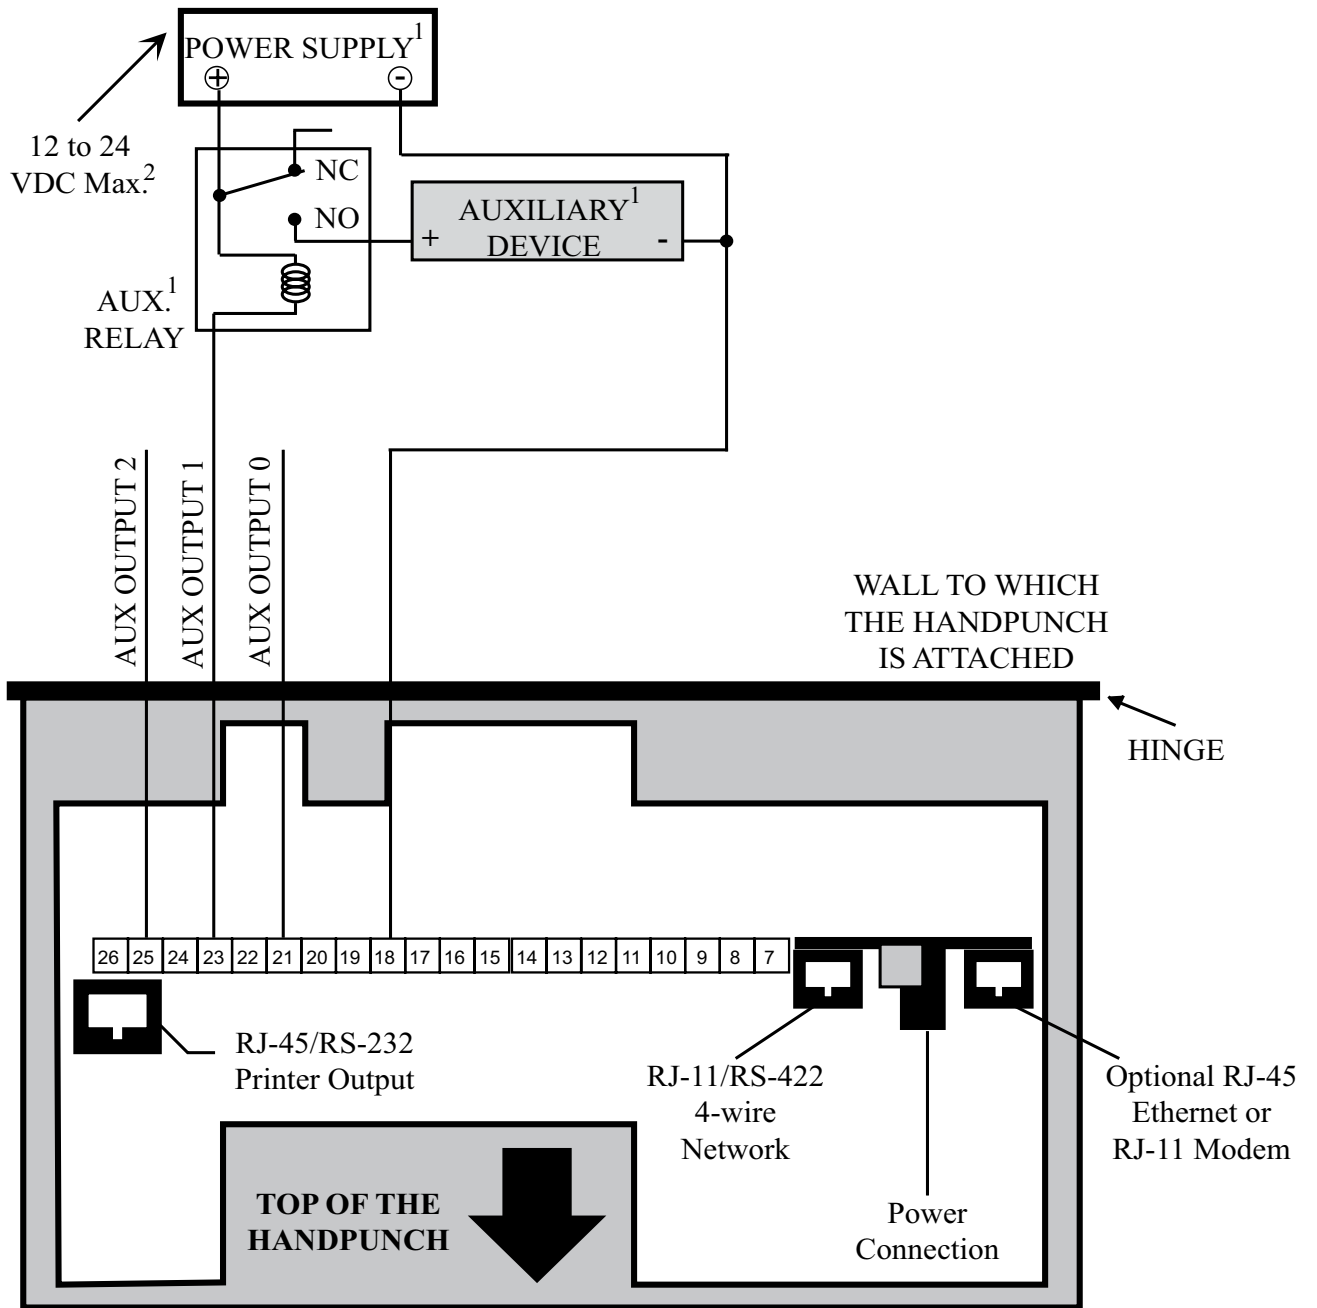 POWER SUPPLY1
+ -
12 to 24
VDC Max.2
NC
NO
AUXILIARY1
DEVICE
+ -
AUX.1
RELAY
AUX OUTPUT 2
AUX OUTPUT 1
AUX OUTPUT 0
WALL TO WHICH
THE HANDPUNCH
IS ATTACHED
HINGE
26 25 24 23 22 21 20 19 18 17 16 15 14 13 12 11 10 9 8 7
RJ-45/RS-232
Printer Output
RJ-11/RS-422
4-wire
Network
Optional RJ-45
Ethernet or
RJ-11 Modem
Power
Connection
TOP OF THE
HANDPUNCH